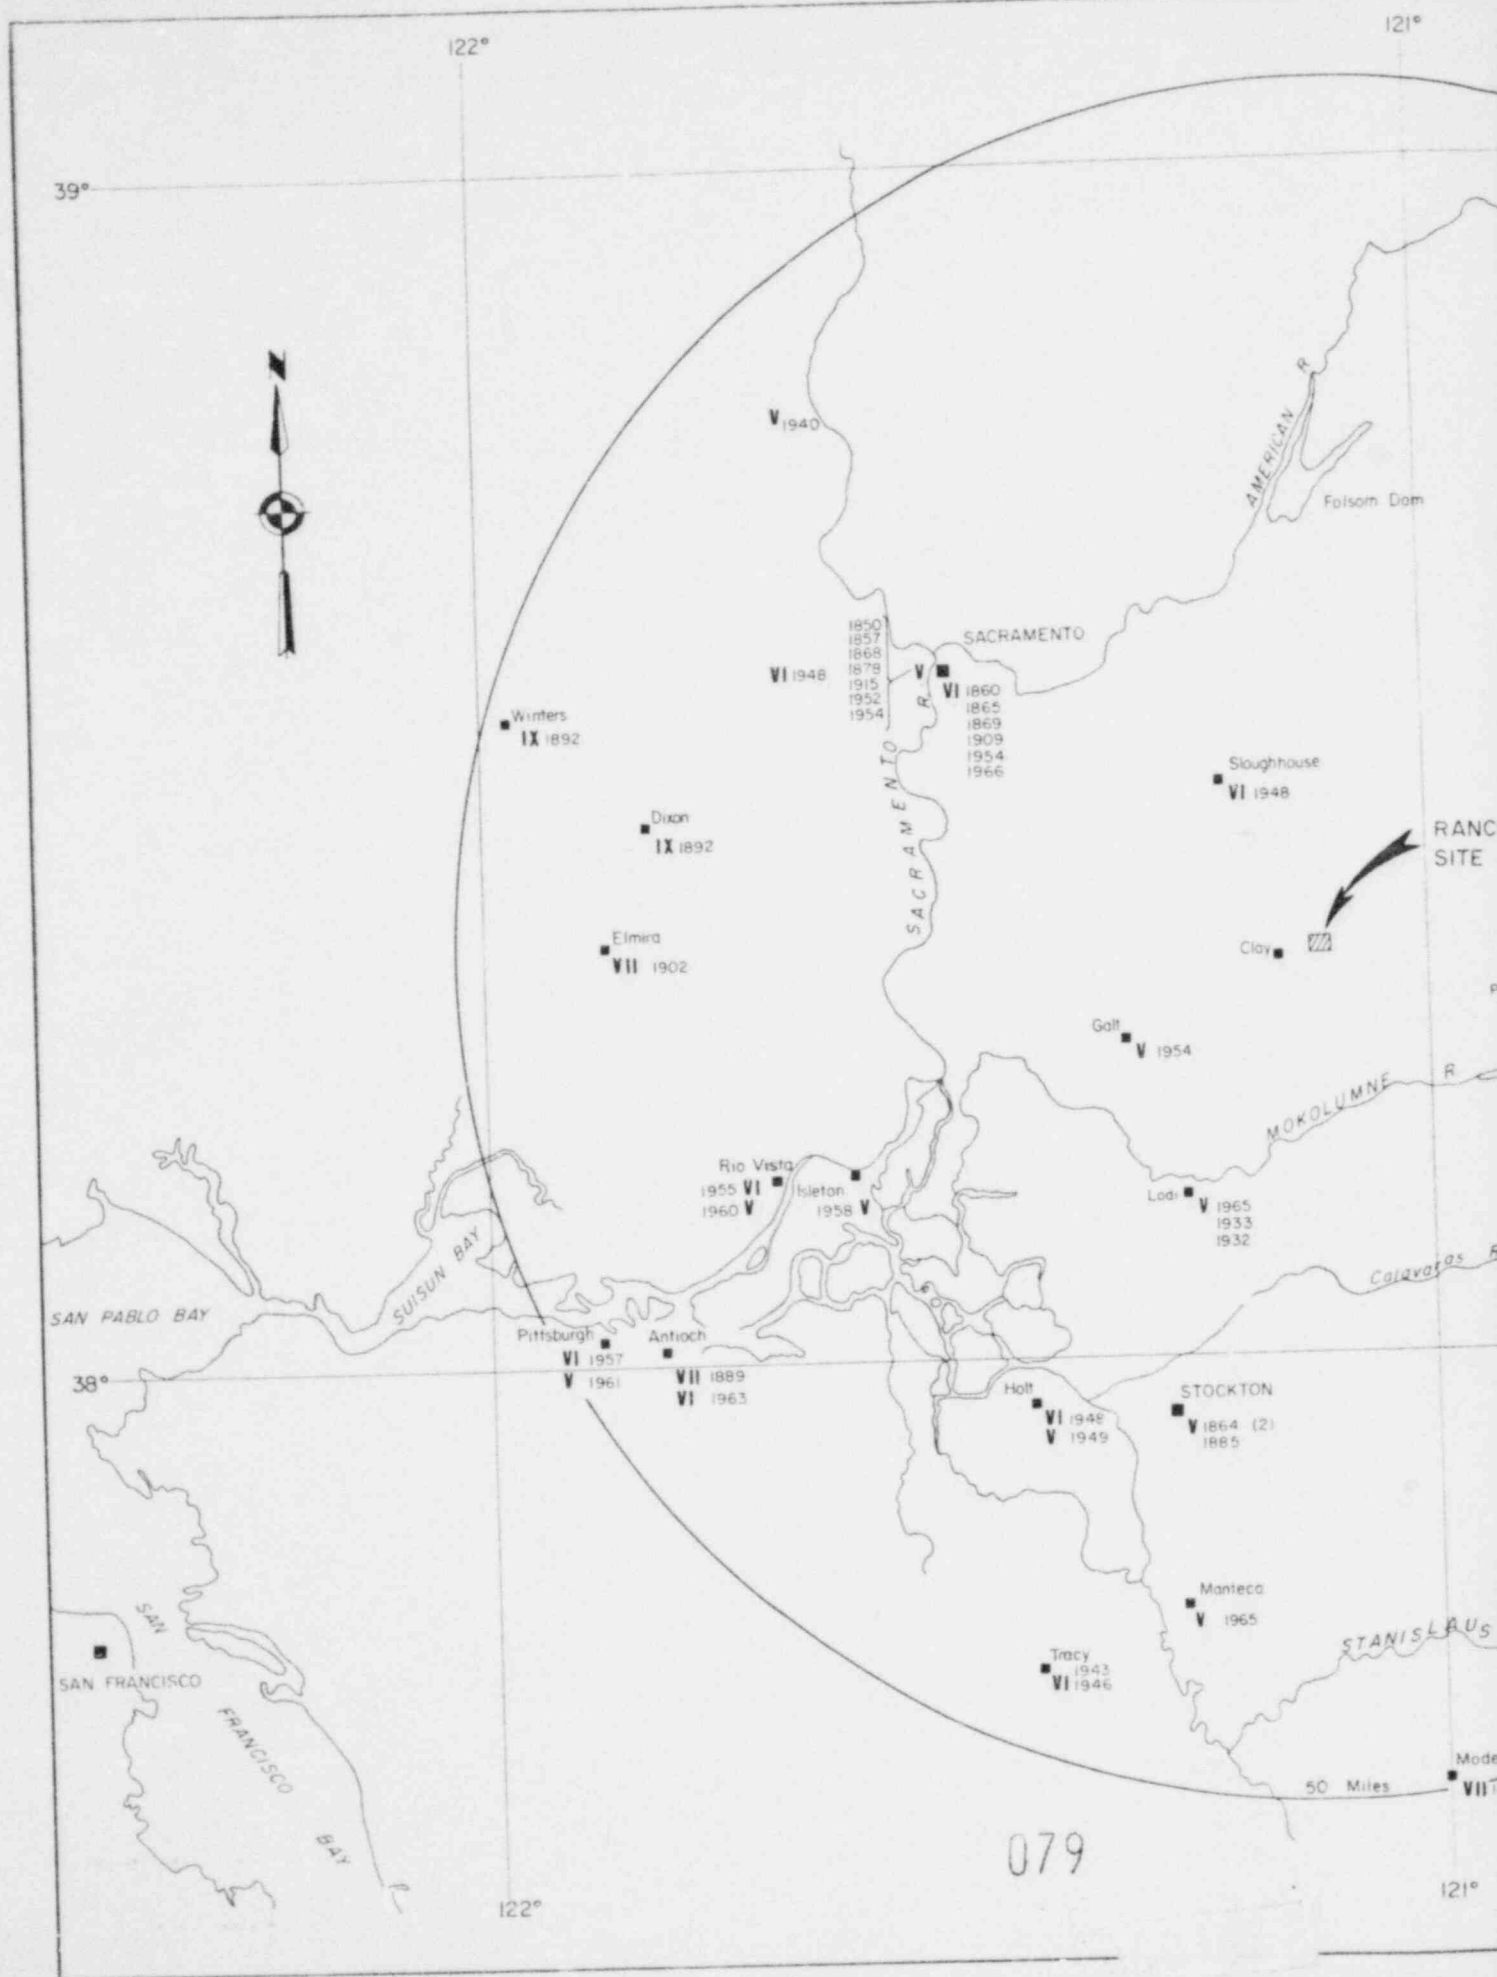 122°
121°
39°
N
V 1940
AMERICAN R
Folsom Dam
1850
1857
1868
1878
1915
1952
1954
V
SACRAMENTO
VI 1860
1865
1869
1909
1954
1966
VI 1948
Winters
IX 1892
Sloughhouse
VI 1948
Dixon
IX 1892
SACRAMENTO R
RANC
SITE
Elmira
VII 1902
Clay
P
Galt
V 1954
MOKOLUMNE R
Rio Vista
1955 VI
1960 V
Isleton
1958 V
Lodi
V 1965
1933
1932
SUISUN BAY
Calavaras R
SAN PABLO BAY
Pittsburgh
VI 1957
V 1961
Antioch
VII 1889
VI 1963
38°
Holt
VI 1948
V 1949
STOCKTON
V 1864 (2)
1885
Manteca
V 1965
STANISLAUS
Tracy
1943
VI 1946
SAN FRANCISCO
SAN FRANCISCO BAY
Mode
VII 1
50 Miles
079
122°
121°